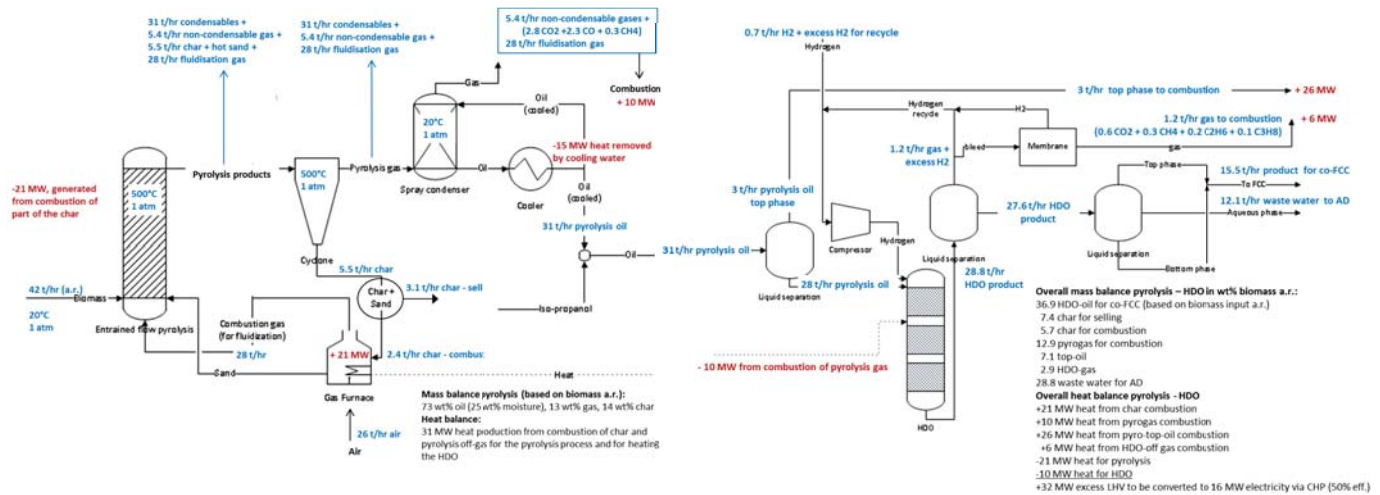 31 t/hr condensables +
5.4 t/hr non-condensable gas +
5.5 t/hr char + hot sand +
28 t/hr fluidisation gas
31 t/hr condensables +
5.4 t/hr non-condensable gas +
28 t/hr fluidisation gas
5.4 t/hr non-condensable gases +
(2.8 CO2 +2.3 CO + 0.3 CH4)
28 t/hr fluidisation gas
Gas
Combustion
+ 10 MW
Oil
(cooled)
20°C
1 atm
-15 MW heat removed
by cooling water
Pyrolysis products
500°C
1 atm
Pyrolysis gas
Oil
Spray condenser
Cooler
Oil
(cooled)
-21 MW, generated
from combustion of
part of the char
500°C
1 atm
31 t/hr pyrolysis oil
Cyclone
5.5 t/hr char
Oil
42 t/hr (a.r.)
Biomass
20°C
1 atm
Char +
Sand
3.1 t/hr char - sell
Iso-propanol
Entrained flow pyrolysis
Combustion gas
(for fluidization)
28 t/hr
+ 21 MW
2.4 t/hr char - combus
Sand
Heat
Gas Furnace
26 t/hr air
Air
Mass balance pyrolysis (based on biomass a.r.):
73 wt% oil (25 wt% moisture), 13 wt% gas, 14 wt% char
Heat balance:
31 MW heat poduction from combustion of char and
pyrolysis off-gas for the pyrolysis process and for heating
the HDO
0.7 t/hr H2 + excess H2 for recycle
Hydrogen
3 t/hr top phase to combustion
+ 26 MW
Hydrogen
recycle
H2
1.2 t/hr gas to combustion
(0.6 CO2 + 0.3 CH4 + 0.2 C2H6 + 0.1 C3H8)
+ 6 MW
1.2 t/hr gas +
excess H2
bleed
Membrane
gas
Top phase
15.5 t/hr product for co-FCC
To FCC
3 t/hr pyrolysis oil
top phase
27.6 t/hr HDO
product
12.1 t/hr waste water to AD
Aqueous phase
31 t/hr pyrolysis oil
Compressor
Hydrogen
Liquid separation
Liquid separation
Bottom phase
28 t/hr pyrolysis oil
Liquid separation
28.8 t/hr
HDO product
- 10 MW from combustion of pyrolysis gas
HDO
Overall mass balance pyrolysis – HDO in wt% biomass a.r.:
36.9 HDO-oil for co-FCC (based on biomass input a.r.)
7.4 char for selling
5.7 char for combustion
12.9 pyrogas for combustion
7.1 top-oil
2.9 HDO-gas
28.8 waste water for AD
Overall heat balance pyrolysis - HDO
+21 MW heat from char combustion
+10 MW heat from pyrogas combustion
+26 MW heat from pyro-top-oil combustion
+6 MW heat from HDO-off gas combustion
-21 MW heat for pyrolysis
-10 MW heat for HDO
+32 MW excess LHV to be converted to 16 MW electricity via CHP (50% eff.)